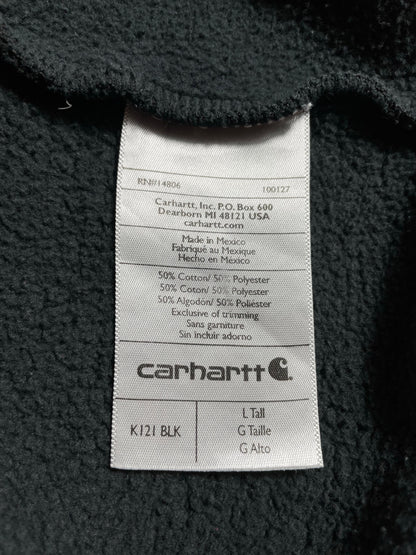 RN#14806 100127
Carhartt, Inc. P.O. Box 600
Dearborn MI 48121 USA
carhartt.com
Made in Mexico
Fabriqué au Mexique
Hecho en México
50% Cotton/ 50% Polyester
50% Coton/ 50% Polyester
50% Algodón/ 50% Poliéster
Exclusive of trimming
Sans garniture
Sin incluir adorno
carhartt
K121 BLK
L Tall
G Taille
G Alto